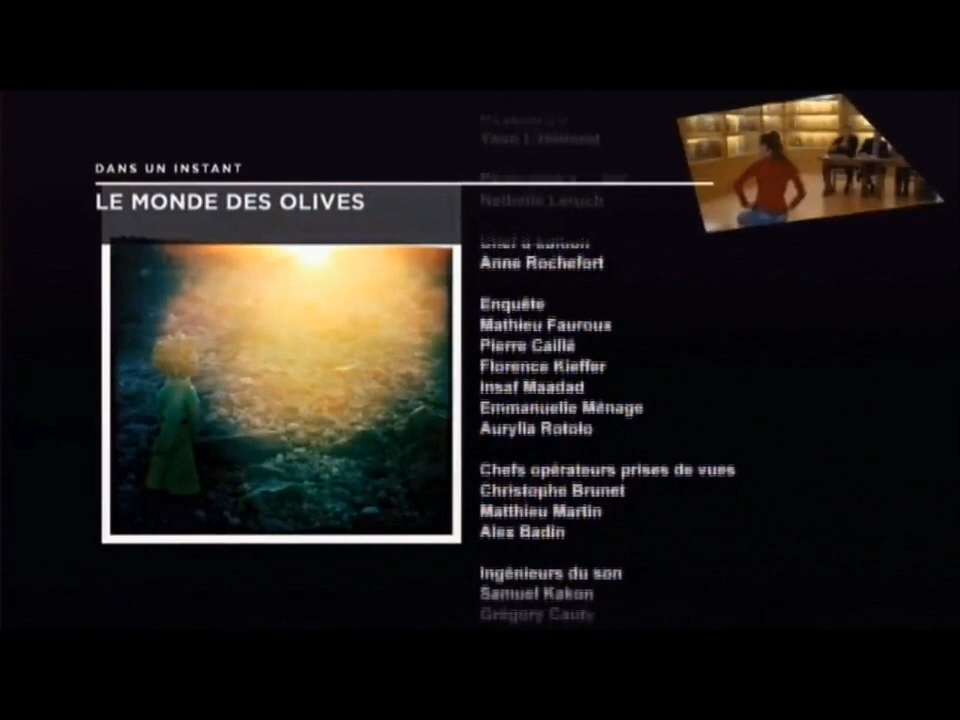 DANS UN INSTANT
LE MONDE DES OLIVES
Anne Rochefort
Enquête
Mathieu Fauroux
Pierre Caillé
Florence Kieffer
Insaf Maadad
Emmanuelle Ménage
Aurylia Rotolo
Chefs opérateurs prises de vues
Christophe Brunet
Matthieu Martin
Alex Badin
Ingénieurs du son
Samuel Kakon
Grégory Cauty